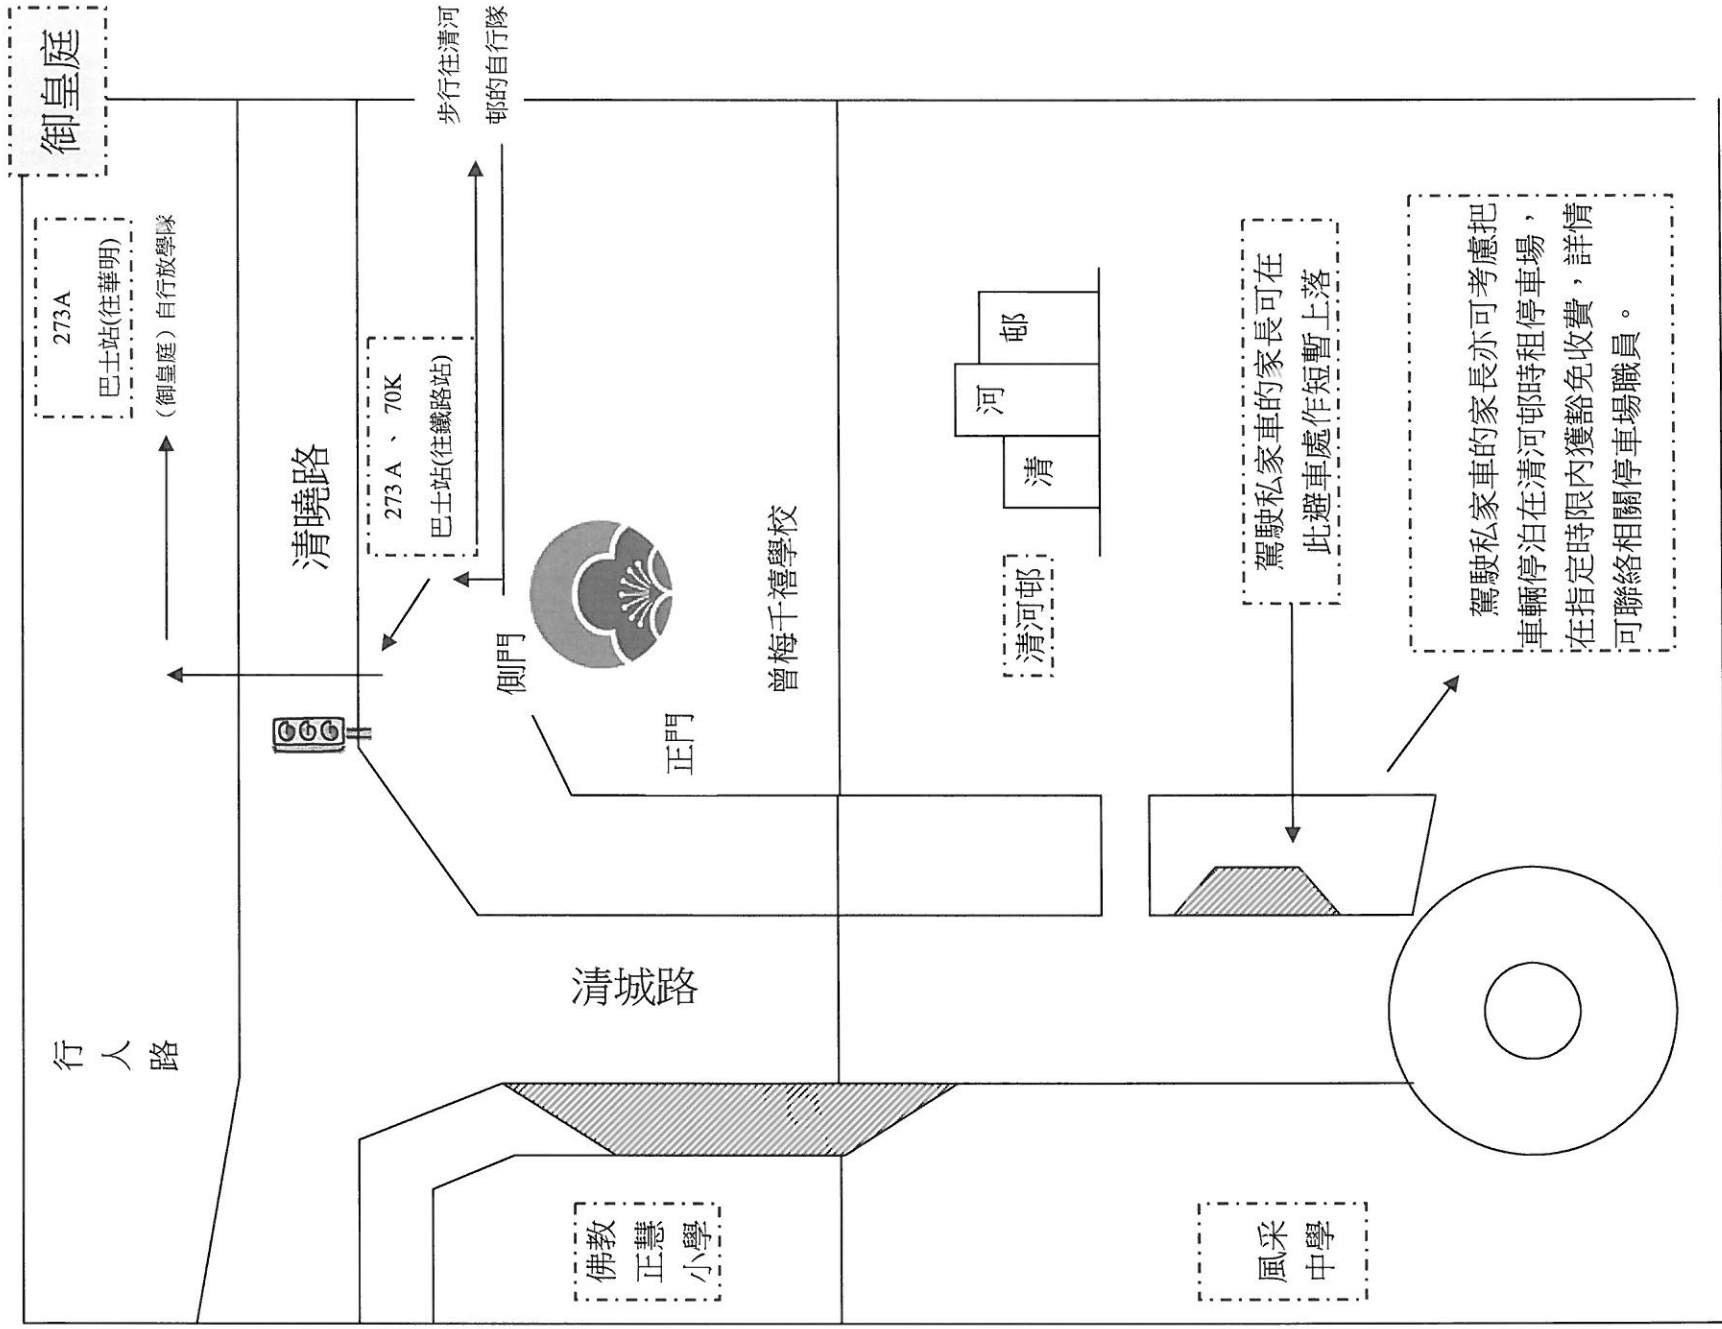 御皇庭
273A
巴士站(往華明)
（御皇庭）自行放學隊
行
人
路
清曉路
273A、70K
巴士站(往鐵路站)
步行往清河
邨的自行隊
側門
正門
曾梅千禧學校
清城路
佛教
正慧
小學
清
河
邨
清河邨
駕駛私家車的家長可在
此避車處作短暫上落
風采
中學
駕駛私家車的家長亦可考慮把
車輛停泊在清河邨時租停車場，
在指定時限內獲豁免收費，詳情
可聯絡相關停車場職員。